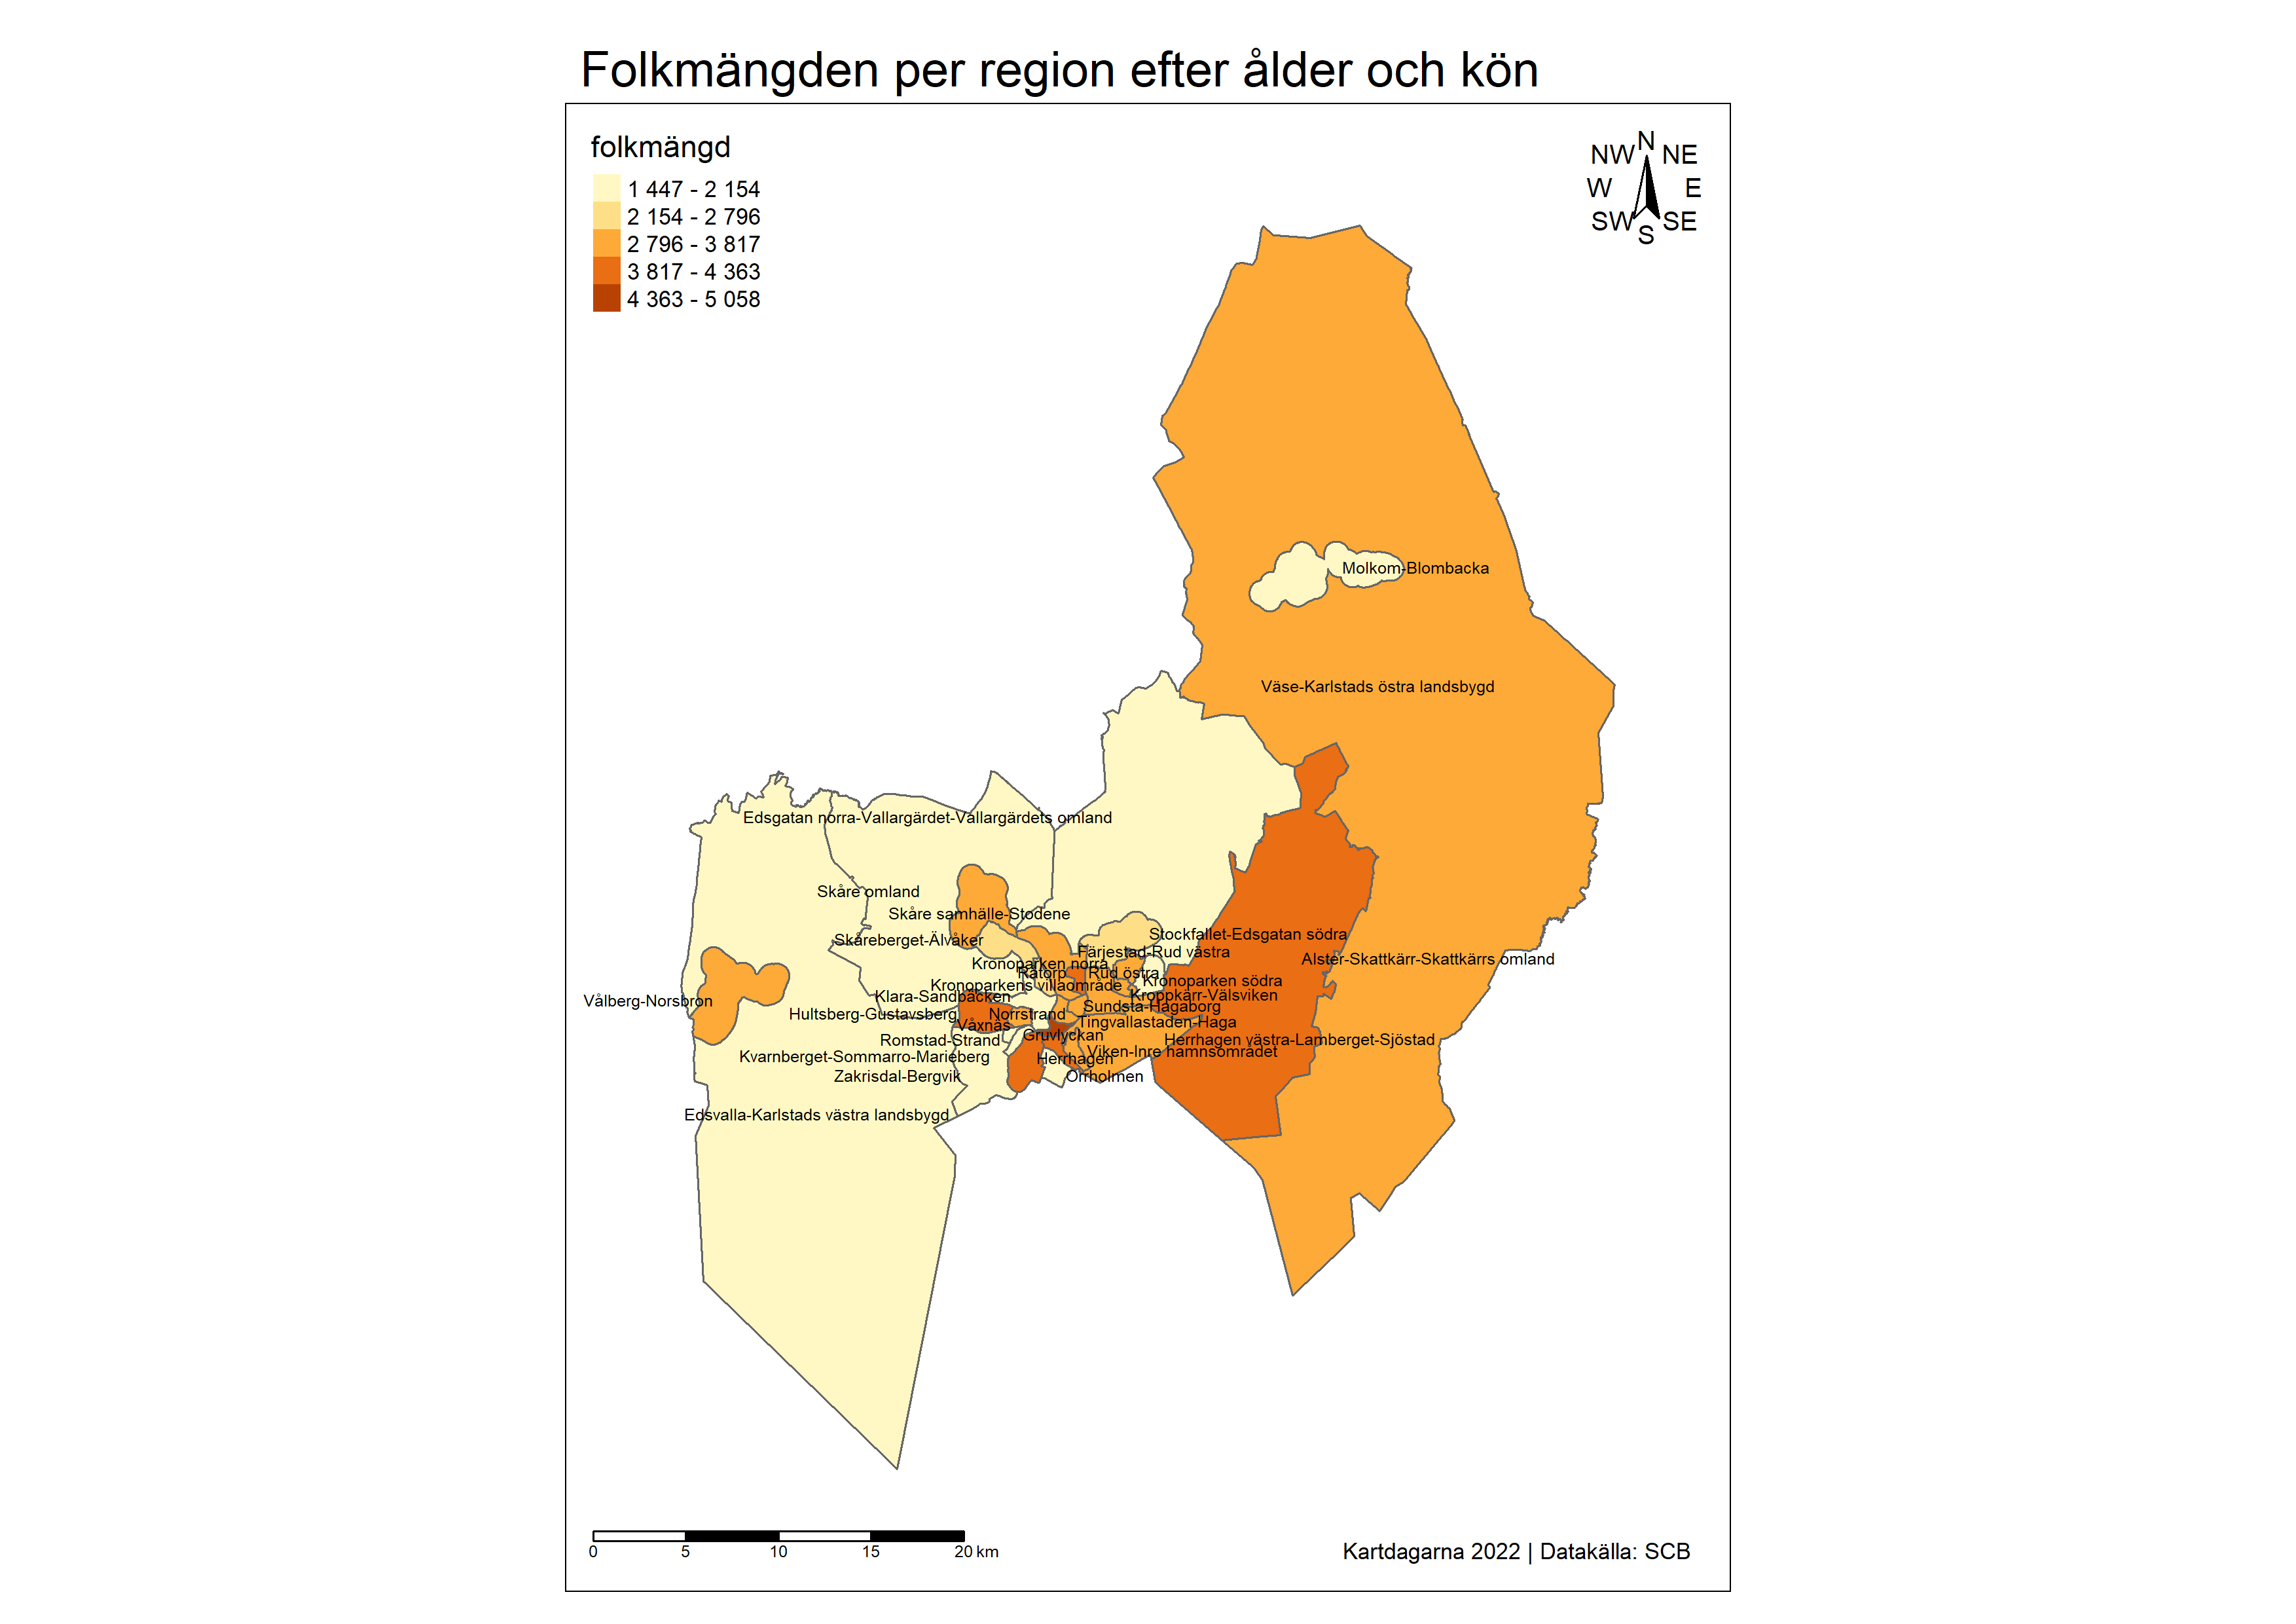 Folkmängden per region efter ålder och kön
folkmängd
1 447 - 2 154
2 154 - 2 796
2 796 - 3 817
3 817 - 4 363
4 363 - 5 058
N
NW NE
W E
SW SE
S
Molkom-Blombacka
Väse-Karlstads östra landsbygd
Edsgatan norra-Vallargärdet-Vallargärdets omland
Skåre omland
Skåre samhälle-Stodene
Stockfallet-Edsgatan södra
Skåreberget-Älvåker
Färjestad-Rud västra
Alster-Skattkärr-Skattkärrs omland
Kronoparken norra
Råtorp
Rud östra
Kronoparken södra
Kronoparkens villaområde
Klara-Sandbäcken
Kroppkärr-Välsviken
Vålberg-Norsbron
Sundsta-Hagaborg
Hultsberg-Gustavsberg
Norrstrand
Tingvallastaden-Haga
Våxnäs
Gruvlyckan
Romstad-Strand
Herrhagen västra-Lamberget-Sjöstad
Viken-Inre hamnsområdet
Kvarnberget-Sommarro-Marieberg
Herrhagen
Zakrisdal-Bergvik
Orrholmen
Edsvalla-Karlstads västra landsbygd
0 5 10 15 20 km
Kartdagarna 2022 | Datakälla: SCB